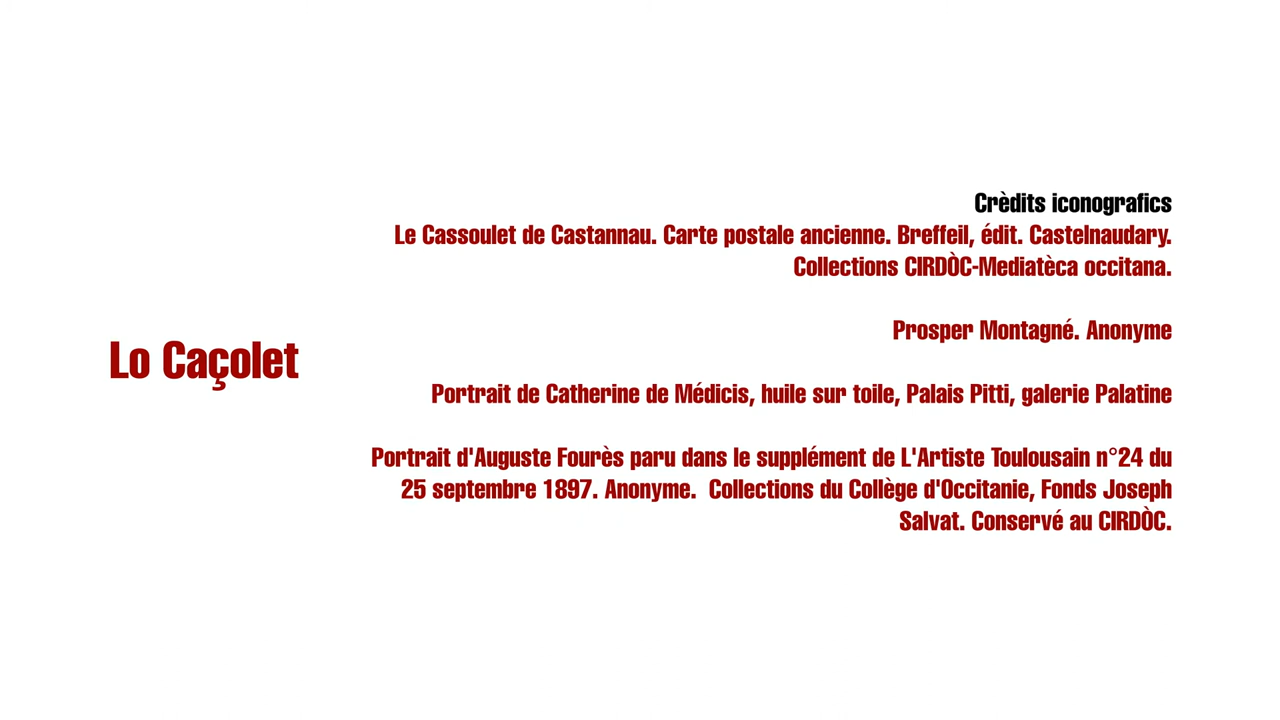 Lo Caçolet
Crèdits iconografics
Le Cassoulet de Castannau. Carte postale ancienne. Breffeil, édit. Castelnaudary.
Collections CIRDÒC-Mediatèca occitana.
Prosper Montagné. Anonyme
Portrait de Catherine de Médicis, huile sur toile, Palais Pitti, galerie Palatine
Portrait d'Auguste Fourès paru dans le supplément de L'Artiste Toulousain n°24 du
25 septembre 1897. Anonyme.  Collections du Collège d'Occitanie, Fonds Joseph
Salvat. Conservé au CIRDÒC.